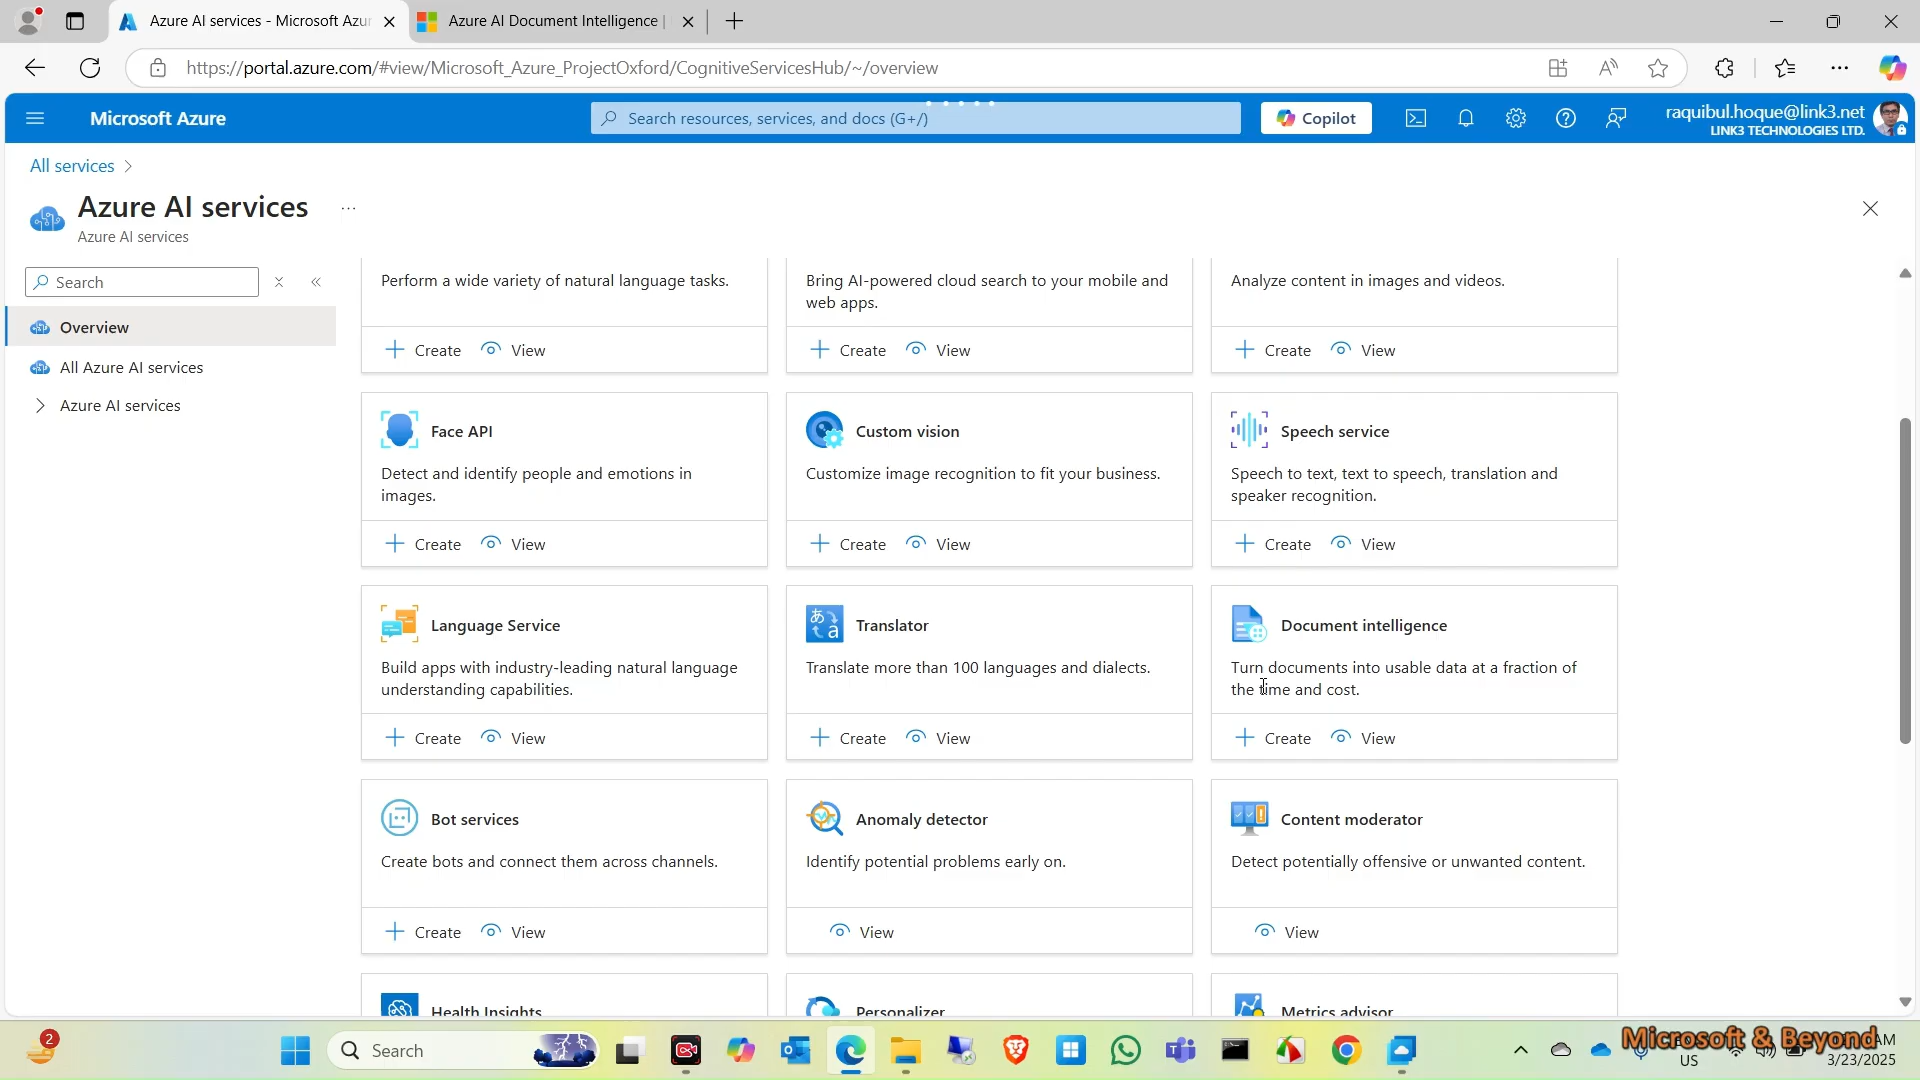 Azure AI services - Microsoft Azur
Azure AI Document Intelligence |
https://portal.azure.com/#view/Microsoft_Azure_ProjectOxford/CognitiveServicesHub/~/overview
Microsoft Azure
Search resources, services, and docs (G+/)
Copilot
raquibul.hoque@link3.net
LINK3 TECHNOLOGIES LTD.
All services
Azure AI services
Azure AI services
Search
Overview
All Azure AI services
Azure AI services
Perform a wide variety of natural language tasks.
Create View
Bring AI-powered cloud search to your mobile and
web apps.
Create View
Analyze content in images and videos.
Create View
Face API
Detect and identify people and emotions in
images.
Create View
Custom vision
Customize image recognition to fit your business.
Create View
Speech service
Speech to text, text to speech, translation and
speaker recognition.
Create View
Language Service
Build apps with industry-leading natural language
understanding capabilities.
Create View
Translator
Translate more than 100 languages and dialects.
Create View
Document intelligence
Turn documents into usable data at a fraction of
the time and cost.
Create View
Bot services
Create bots and connect them across channels.
Create View
Anomaly detector
Identify potential problems early on.
View
Content moderator
Detect potentially offensive or unwanted content.
View
Health Insights
Personalizer
Metrics advisor
2
Search
Microsoft & Beyond
AM
US
3/23/2025